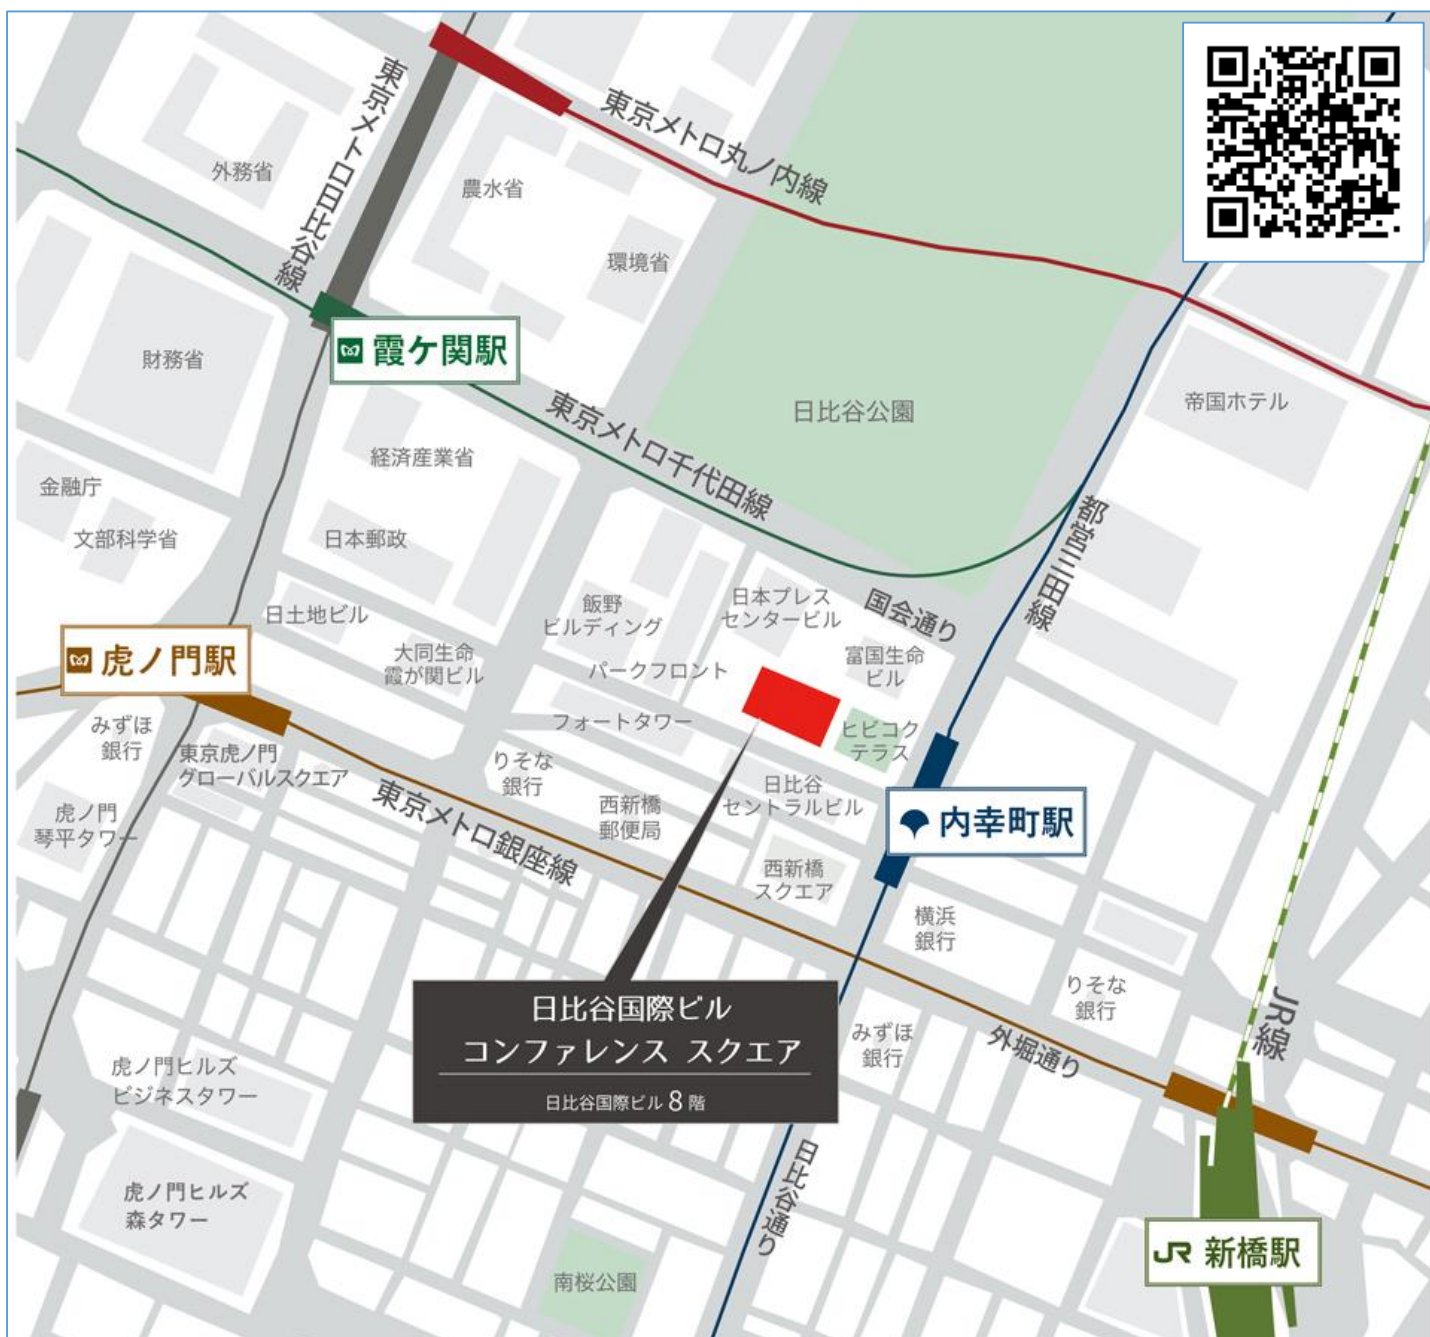 東京メトロ日比谷線
東京メトロ丸ノ内線
外務省
農水省
環境省
霞ケ関駅
財務省
帝国ホテル
日比谷公園
東京メトロ千代田線
経済産業省
金融庁
文部科学省
日本郵政
都営三田線
日土地ビル
飯野
ビルディング
日本プレス
センタービル
国会通り
虎ノ門駅
大同生命
霞が関ビル
パークフロント
富国生命
ビル
みずほ
銀行
フォートタワー
ヒビコク
テラス
東京虎ノ門
グローバルスクエア
りそな
銀行
日比谷
セントラルビル
虎ノ門
琴平タワー
東京メトロ銀座線
西新橋
郵便局
内幸町駅
西新橋
スクエア
横浜
銀行
りそな
銀行
日比谷国際ビル
コンファレンス スクエア
日比谷国際ビル 8 階
みずほ
銀行
外堀通り
JR線
虎ノ門ヒルズ
ビジネスタワー
虎ノ門ヒルズ
森タワー
日比谷通り
南桜公園
JR 新橋駅